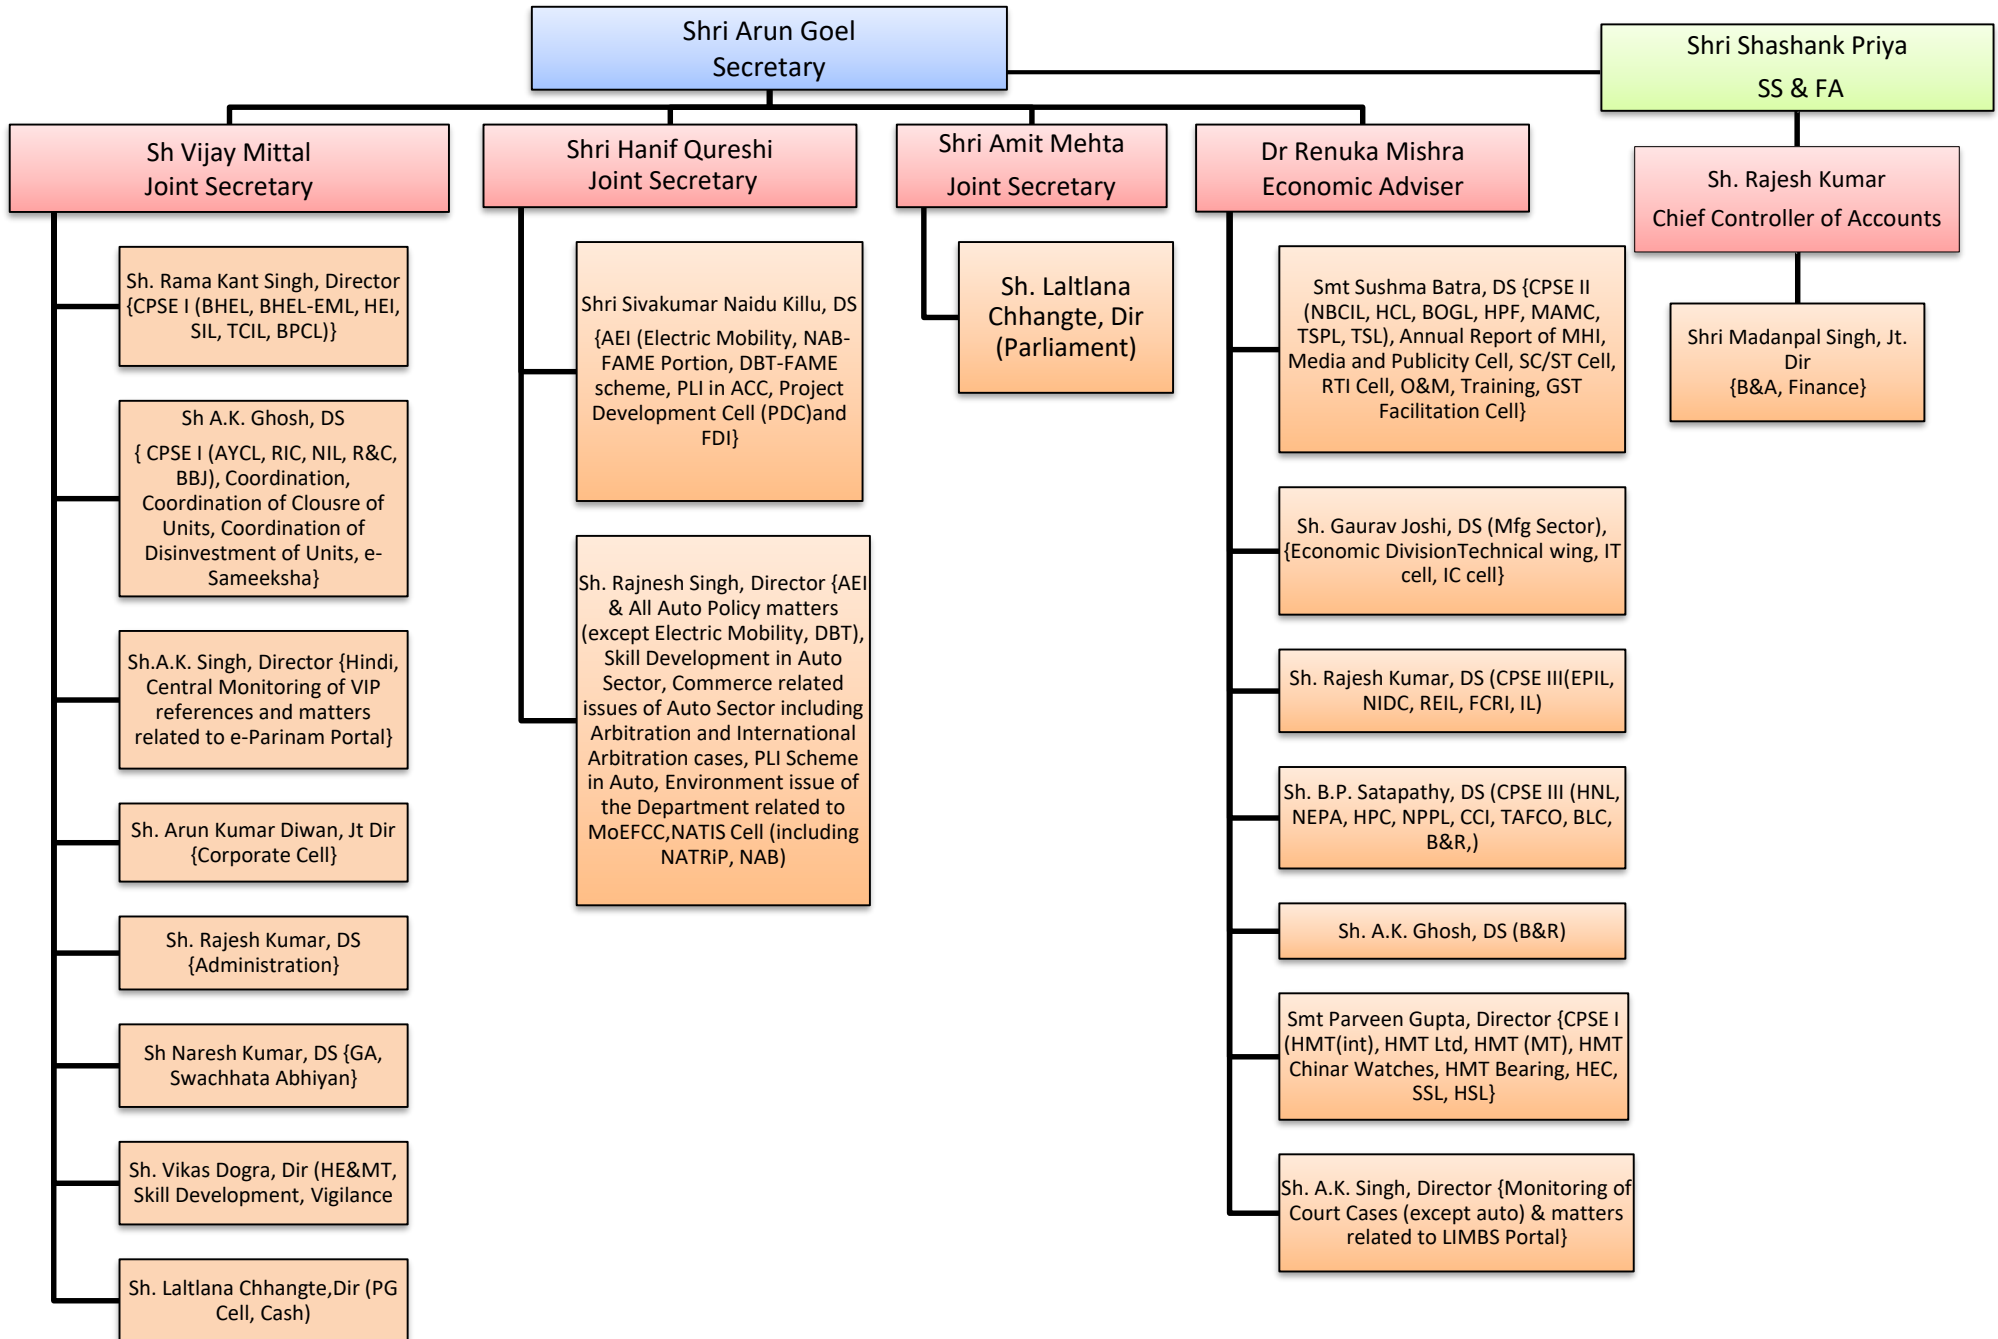 Shri Arun Goel
Secretary
Shri Shashank Priya
SS & FA
Sh Vijay Mittal
Joint Secretary
Sh. Rama Kant Singh, Director
{CPSE I (BHEL, BHEL-EML, HEI,
SIL, TCIL, BPCL)}
Sh A.K. Ghosh, DS
{ CPSE I (AYCL, RIC, NIL, R&C,
BBJ), Coordination,
Coordination of Clousre of
Units, Coordination of
Disinvestment of Units, e-
Sameeksha}
Sh.A.K. Singh, Director {Hindi,
Central Monitoring of VIP
references and matters
related to e-Parinam Portal}
Sh. Arun Kumar Diwan, Jt Dir
{Corporate Cell}
Sh. Rajesh Kumar, DS
{Administration}
Sh Naresh Kumar, DS {GA,
Swachhata Abhiyan}
Sh. Vikas Dogra, Dir (HE&MT,
Skill Development, Vigilance
Sh. Laltlana Chhangte,Dir (PG
Cell, Cash)
Shri Hanif Qureshi
Joint Secretary
Shri Sivakumar Naidu Killu, DS
{AEI (Electric Mobility, NAB-
FAME Portion, DBT-FAME
scheme, PLI in ACC, Project
Development Cell (PDC)and
FDI}
Sh. Rajnesh Singh, Director {AEI
& All Auto Policy matters
(except Electric Mobility, DBT),
Skill Development in Auto
Sector, Commerce related
issues of Auto Sector including
Arbitration and International
Arbitration cases, PLI Scheme
in Auto, Environment issue of
the Department related to
MoEFCC,NATIS Cell (including
NATRiP, NAB)
Shri Amit Mehta
Joint Secretary
Sh. Laltlana
Chhangte, Dir
(Parliament)
Dr Renuka Mishra
Economic Adviser
Smt Sushma Batra, DS {CPSE II
(NBCIL, HCL, BOGL, HPF, MAMC,
TSPL, TSL), Annual Report of MHI,
Media and Publicity Cell, SC/ST Cell,
RTI Cell, O&M, Training, GST
Facilitation Cell}
Sh. Gaurav Joshi, DS (Mfg Sector),
{Economic DivisionTechnical wing, IT
cell, IC cell}
Sh. Rajesh Kumar, DS (CPSE III(EPIL,
NIDC, REIL, FCRI, IL)
Sh. B.P. Satapathy, DS (CPSE III (HNL,
NEPA, HPC, NPPL, CCI, TAFCO, BLC,
B&R,)
Sh. A.K. Ghosh, DS (B&R)
Smt Parveen Gupta, Director {CPSE I
(HMT(int), HMT Ltd, HMT (MT), HMT
Chinar Watches, HMT Bearing, HEC,
SSL, HSL}
Sh. A.K. Singh, Director {Monitoring of
Court Cases (except auto) & matters
related to LIMBS Portal}
Sh. Rajesh Kumar
Chief Controller of Accounts
Shri Madanpal Singh, Jt.
Dir
{B&A, Finance}